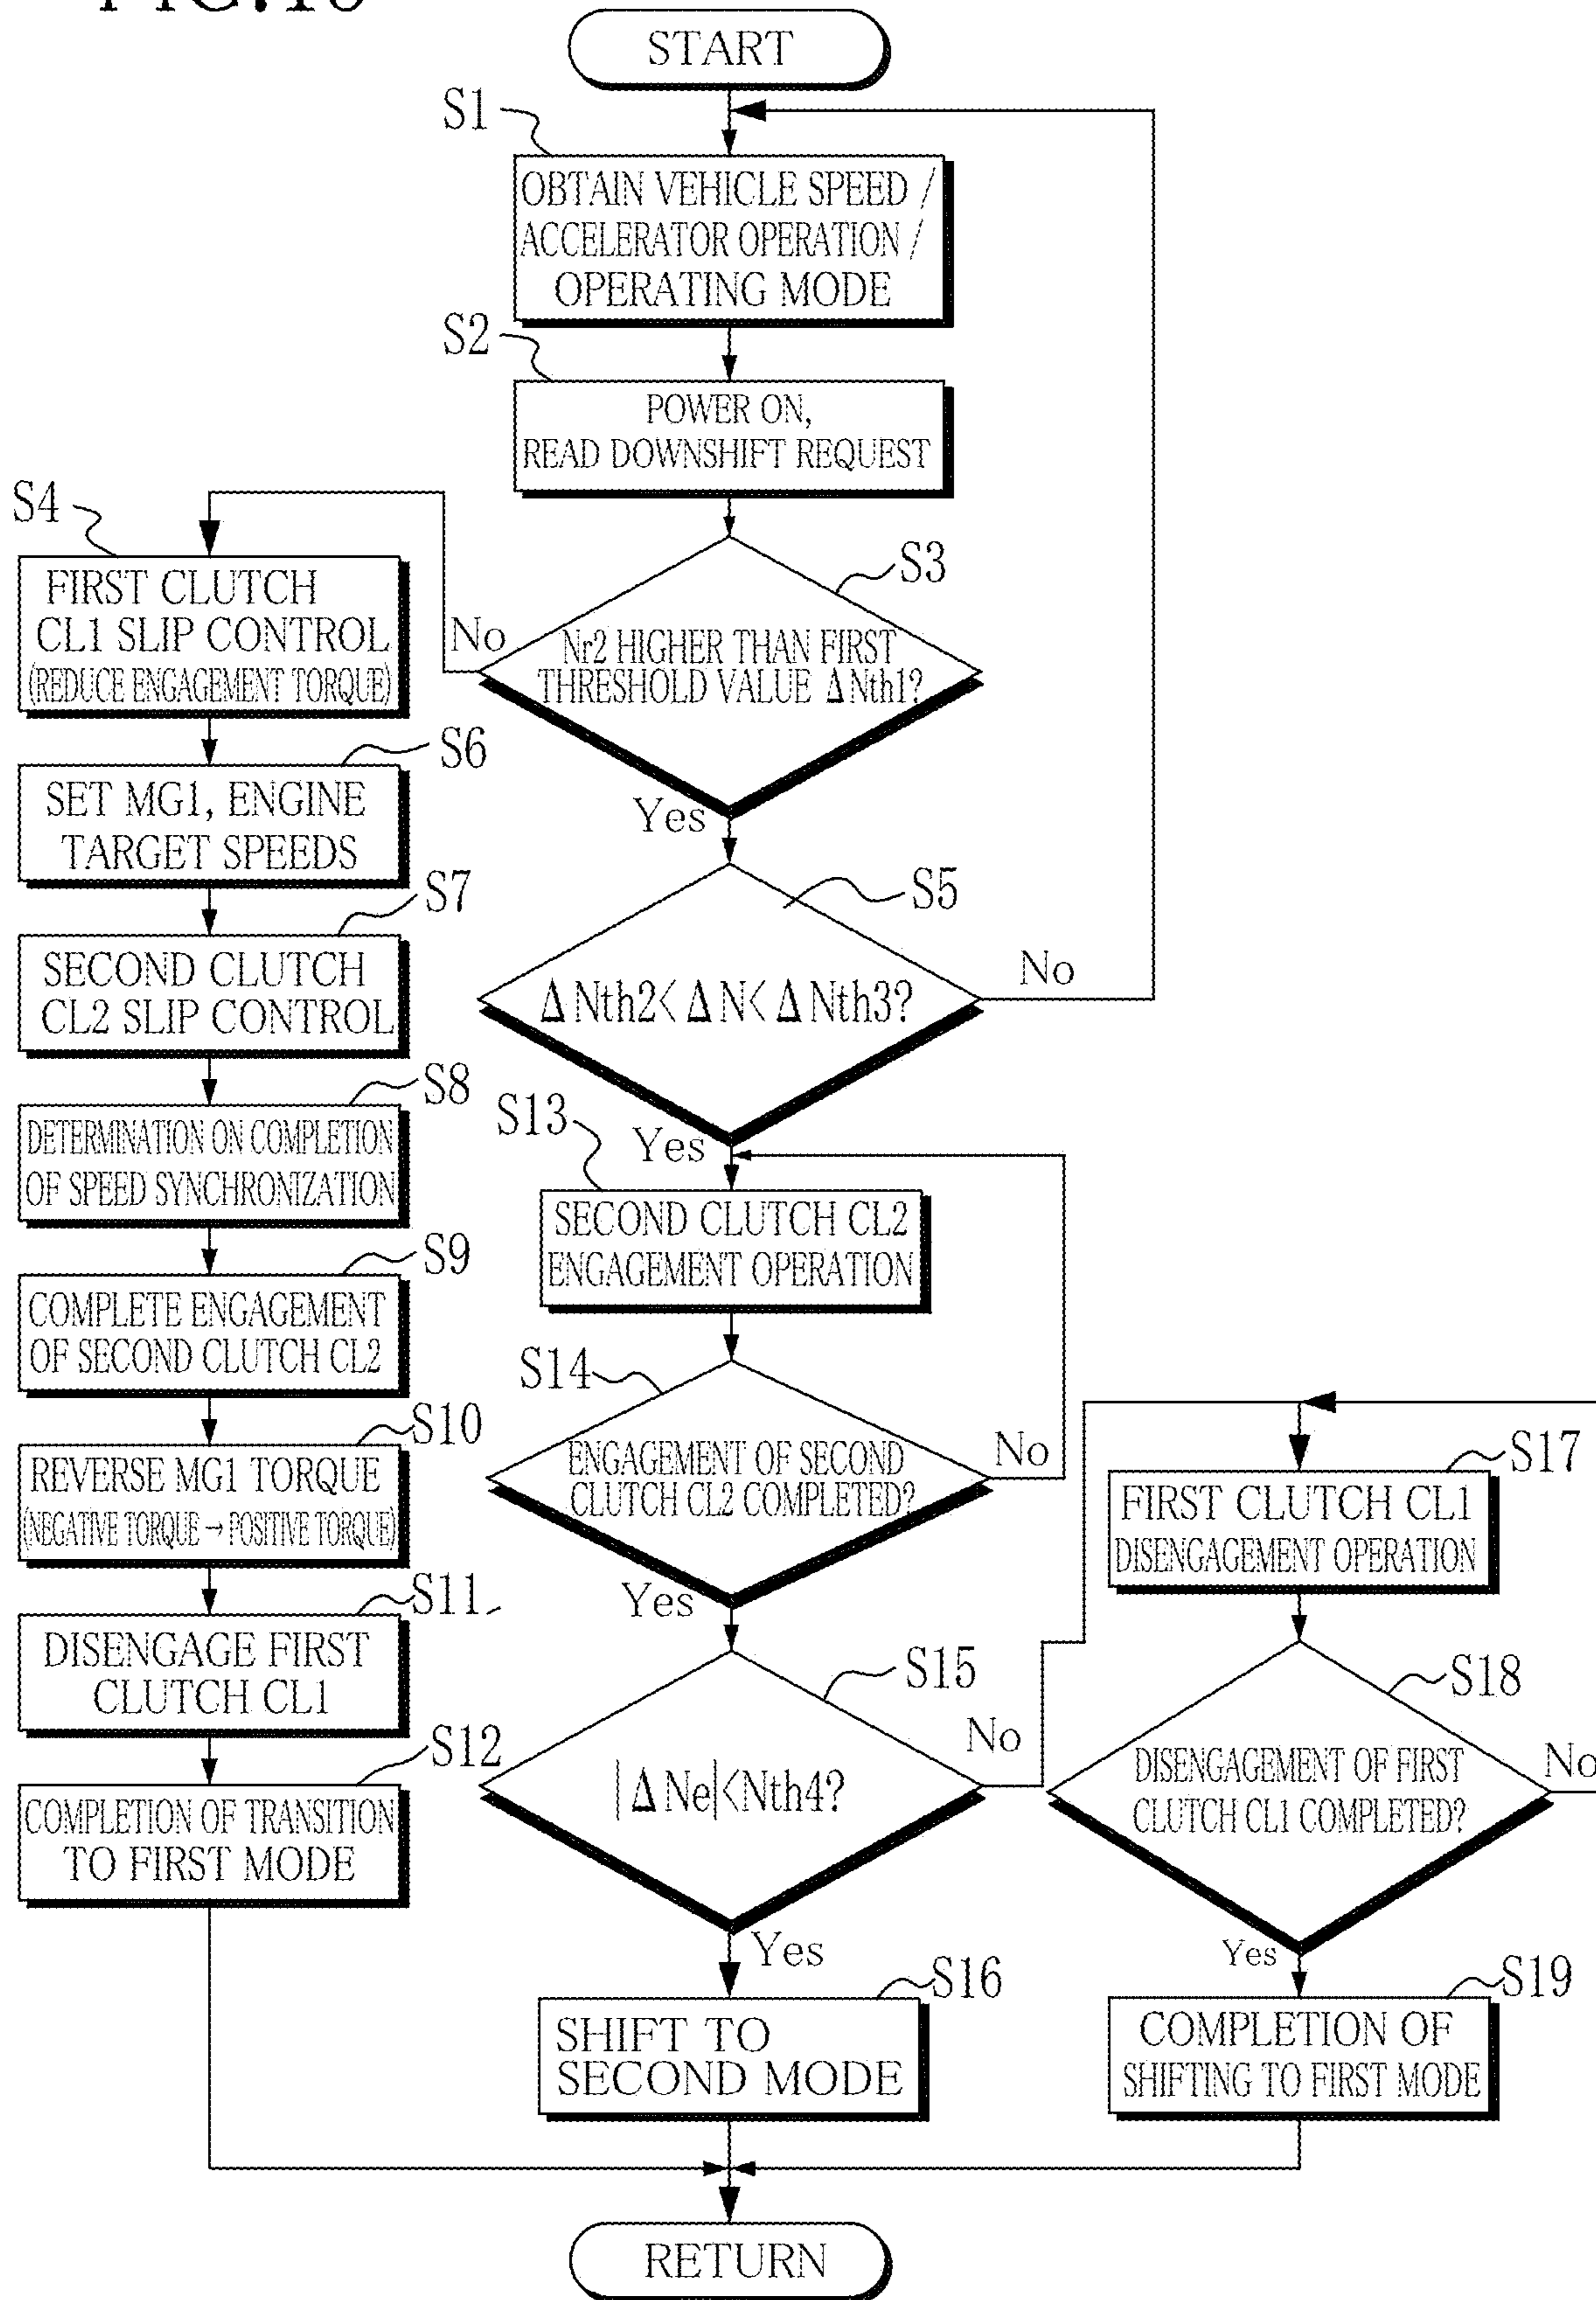 START
S1
OBTAIN VEHICLE SPEED /
ACCELERATOR OPERATION /
OPERATING MODE
S2
POWER ON,
READ DOWNSHIFT REQUEST
S3
Nr2 HIGHER THAN FIRST
THRESHOLD VALUE ΔNth1?
No
Yes
S4
FIRST CLUTCH
CL1 SLIP CONTROL
(REDUCE ENGAGEMENT TORQUE)
S6
SET MG1, ENGINE
TARGET SPEEDS
S7
SECOND CLUTCH
CL2 SLIP CONTROL
S8
DETERMINATION ON COMPLETION
OF SPEED SYNCHRONIZATION
S9
COMPLETE ENGAGEMENT
OF SECOND CLUTCH CL2
S10
REVERSE MG1 TORQUE
(NEGATIVE TORQUE → POSITIVE TORQUE)
S11
DISENGAGE FIRST
CLUTCH CL1
S12
COMPLETION OF TRANSITION
TO FIRST MODE
S5
ΔNth2<ΔN<ΔNth3?
No
Yes
S13
SECOND CLUTCH CL2
ENGAGEMENT OPERATION
S14
ENGAGEMENT OF SECOND
CLUTCH CL2 COMPLETED?
No
Yes
S15
|ΔNe|<Nth4?
No
Yes
S16
SHIFT TO
SECOND MODE
S17
FIRST CLUTCH CL1
DISENGAGEMENT OPERATION
S18
DISENGAGEMENT OF FIRST
CLUTCH CL1 COMPLETED?
No
Yes
S19
COMPLETION OF
SHIFTING TO FIRST MODE
RETURN